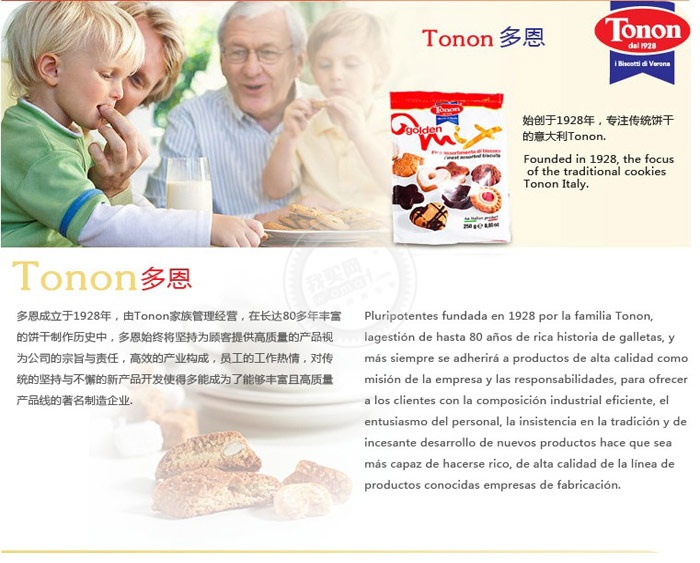 Tonon 多恩
Tonon
dal 1928
i Biscotti di Verona
始创于1928年，专注传统饼干
的意大利Tonon.
Founded in 1928, the focus
of the traditional cookies
Tonon Italy.
Tonon
golden
mix
finest assorted biscuits
250 g
Tonon多恩
多恩成立于1928年，由Tonon家族管理经营，在长达80多年丰富
的饼干制作历史中，多恩始终将坚持为顾客提供高质量的产品视
为公司的宗旨与责任，高效的产业构成，员工的工作热情，对传
统的坚持与不懈的新产品开发使得多能成为了能够丰富且高质量
产品线的著名制造企业.
Pluripotentes fundada en 1928 por la familia Tonon,
lagestión de hasta 80 años de rica historia de galletas, y
más siempre se adherirá a productos de alta calidad como
misión de la empresa y las responsabilidades, para ofrecer
a los clientes con la composición industrial eficiente, el
entusiasmo del personal, la insistencia en la tradición y de
incesante desarrollo de nuevos productos hace que sea
más capaz de hacerse rico, de alta calidad de la línea de
productos conocidas empresas de fabricación.
我买网